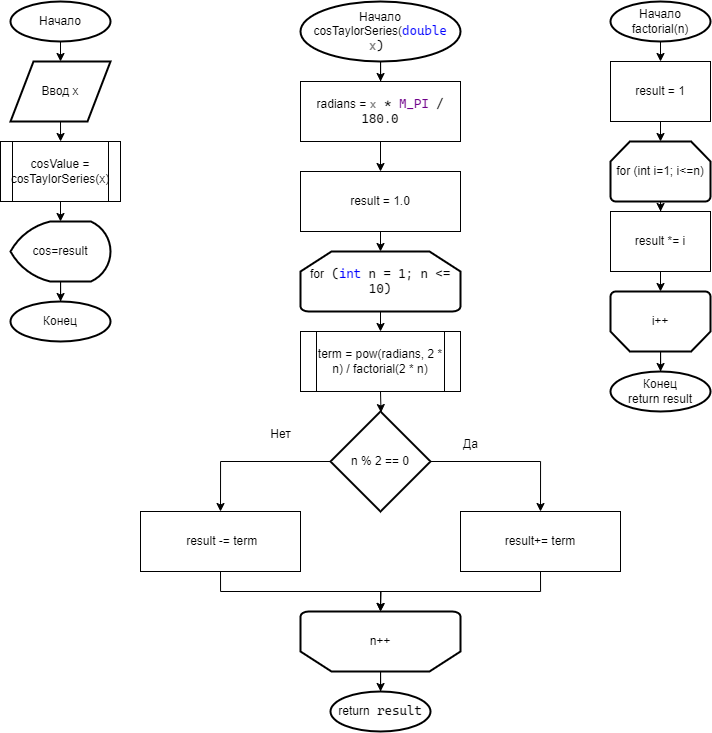 Начало
Ввод x
cosValue =
cosTaylorSeries(x)
cos=result
Конец
Начало
cosTaylorSeries(double
x)
radians = x * M_PI /
180.0
result = 1.0
for (int n = 1; n <=
10)
term = pow(radians, 2 *
n) / factorial(2 * n)
n % 2 == 0
Нет
Да
result -= term
result+= term
n++
return result
Начало
factorial(n)
result = 1
for (int i=1; i<=n)
result *= i
i++
Конец
return result